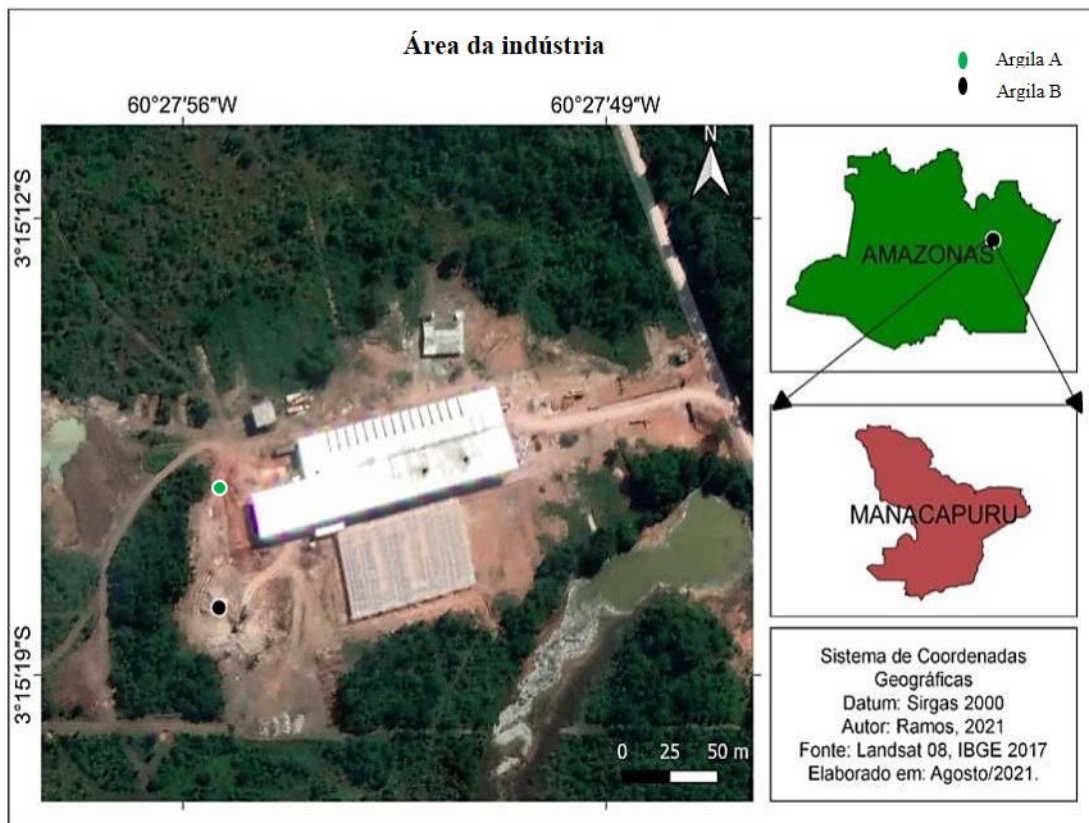 Área da indústria
Argila A
Argila B
60°27'56"W
60°27'49"W
3°15'12"S
3°15'19"S
N
0 25 50 m
AMAZONAS
MANACAPURU
Sistema de Coordenadas
Geográficas
Datum: Sirgas 2000
Autor: Ramos, 2021
Fonte: Landsat 08, IBGE 2017
Elaborado em: Agosto/2021.